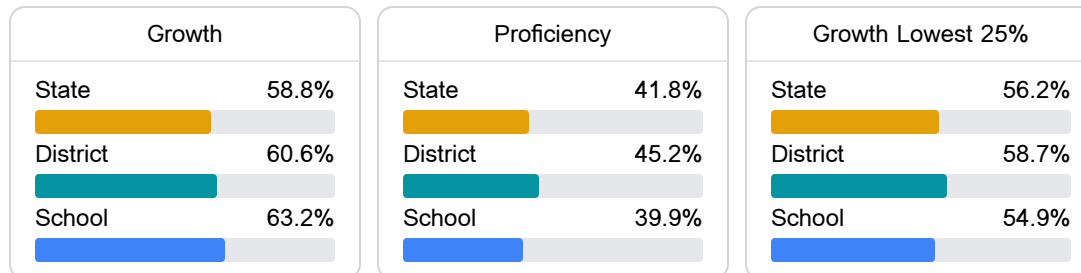 Growth
State 58.8%
District 60.6%
School 63.2%
Proficiency
State 41.8%
District 45.2%
School 39.9%
Growth Lowest 25%
State 56.2%
District 58.7%
School 54.9%